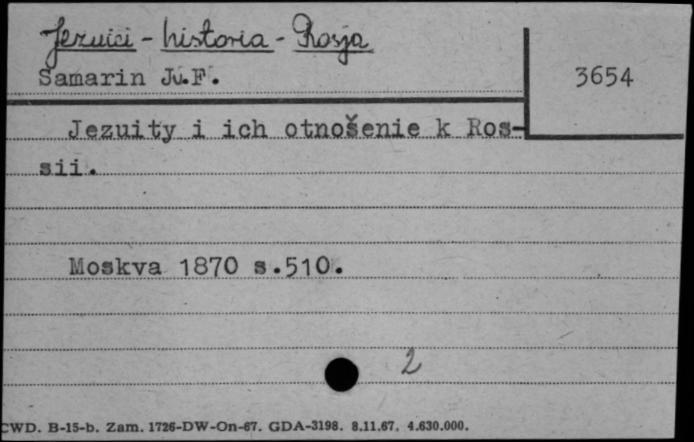 Jezuici - historia - Rosja
Samarin Ju.F.
3654
Jezuity i ich otnošenie k Ros-
sii.
Moskva 1870 s.510.
2
CWD. B-15-b. Zam. 1726-DW-On-67. GDA-3198. 8.11.67. 4.630.000.